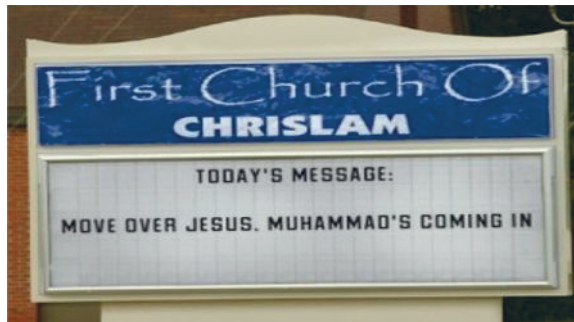 First Church Of
CHRISLAM
TODAY'S MESSAGE:
MOVE OVER JESUS. MUHAMMAD'S COMING IN